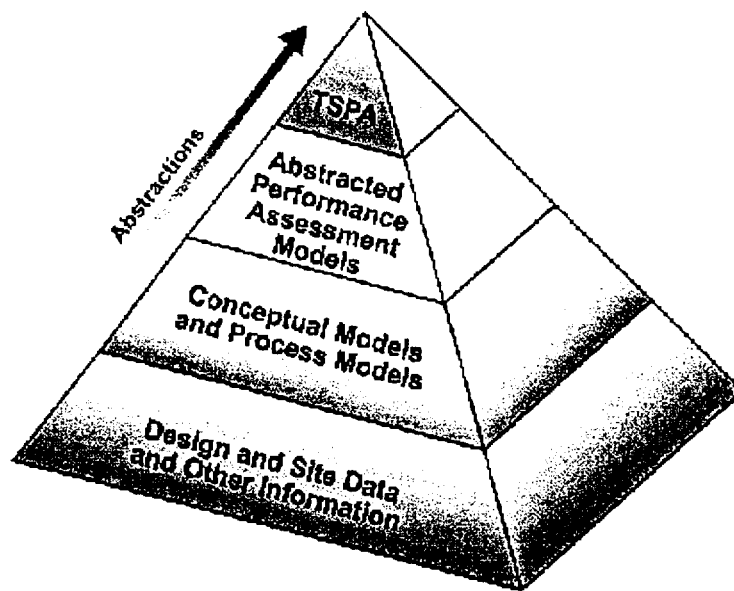 Abstractions
TSPA
Abstracted
Performance
Assessment
Models
Conceptual Models
and Process Models
Design and Site Data
and Other Information